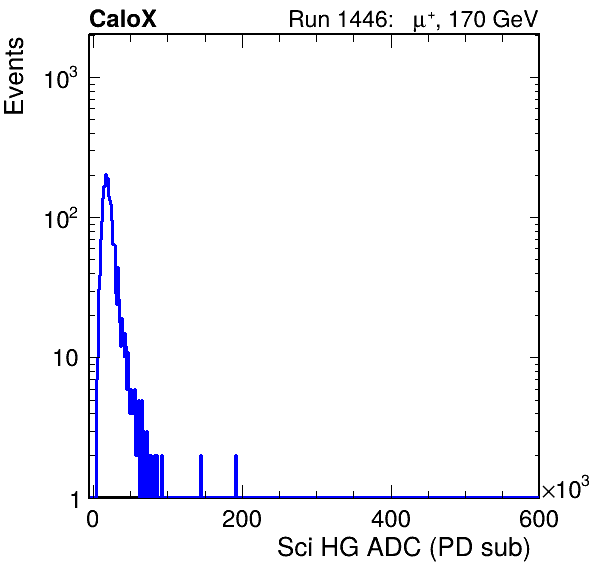 CaloX Run 1446: μ⁺, 170 GeV
Events
10³
10²
10
1
0 200 400 600
×10³
Sci HG ADC (PD sub)